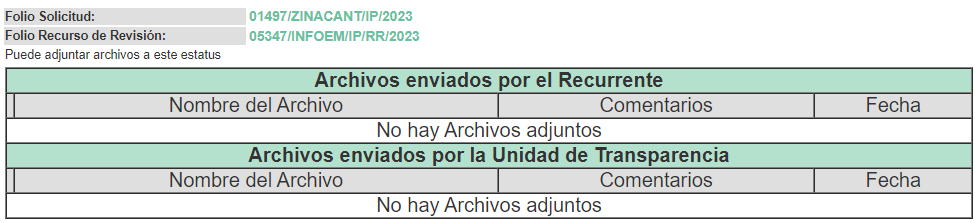 Folio Solicitud: 01497/ZINACANT/IP/2023
Folio Recurso de Revisión: 05347/INFOEM/IP/RR/2023
Puede adjuntar archivos a este estatus
Archivos enviados por el Recurrente
Nombre del Archivo Comentarios Fecha
No hay Archivos adjuntos
Archivos enviados por la Unidad de Transparencia
Nombre del Archivo Comentarios Fecha
No hay Archivos adjuntos